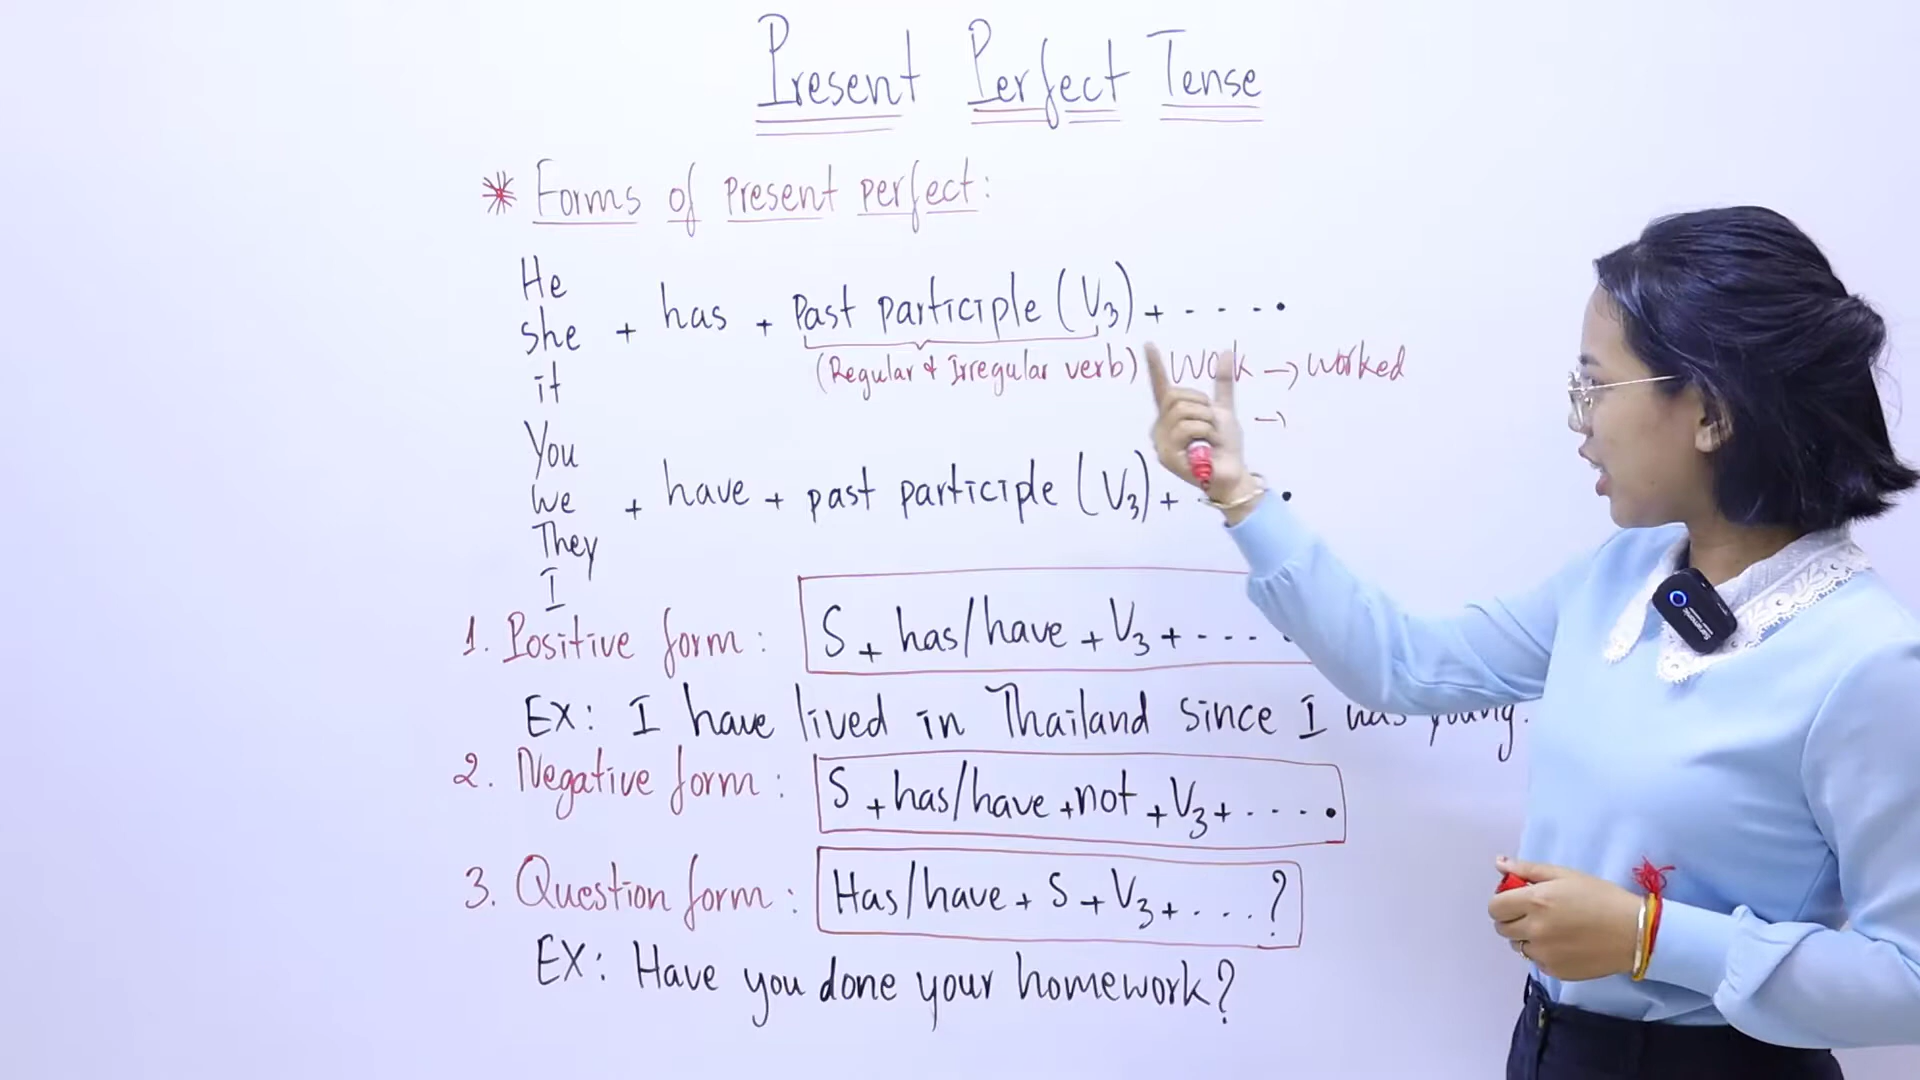 Present Perfect Tense
* Forms of present perfect:
He
she
it
+ has + Past participle (V3) + - - - - .
(Regular & Irregular verb) Work → worked
→
You
we
They
I
+ have + past participle (V3) + .
1. Positive form : S + has/have + V3 + - - - .
EX: I have lived in Thailand since I was young.
2. Negative form : S + has/have + not + V3 + - - - - .
3. Question form : Has/have + S + V3 + . . . . ?
EX: Have you done your homework?